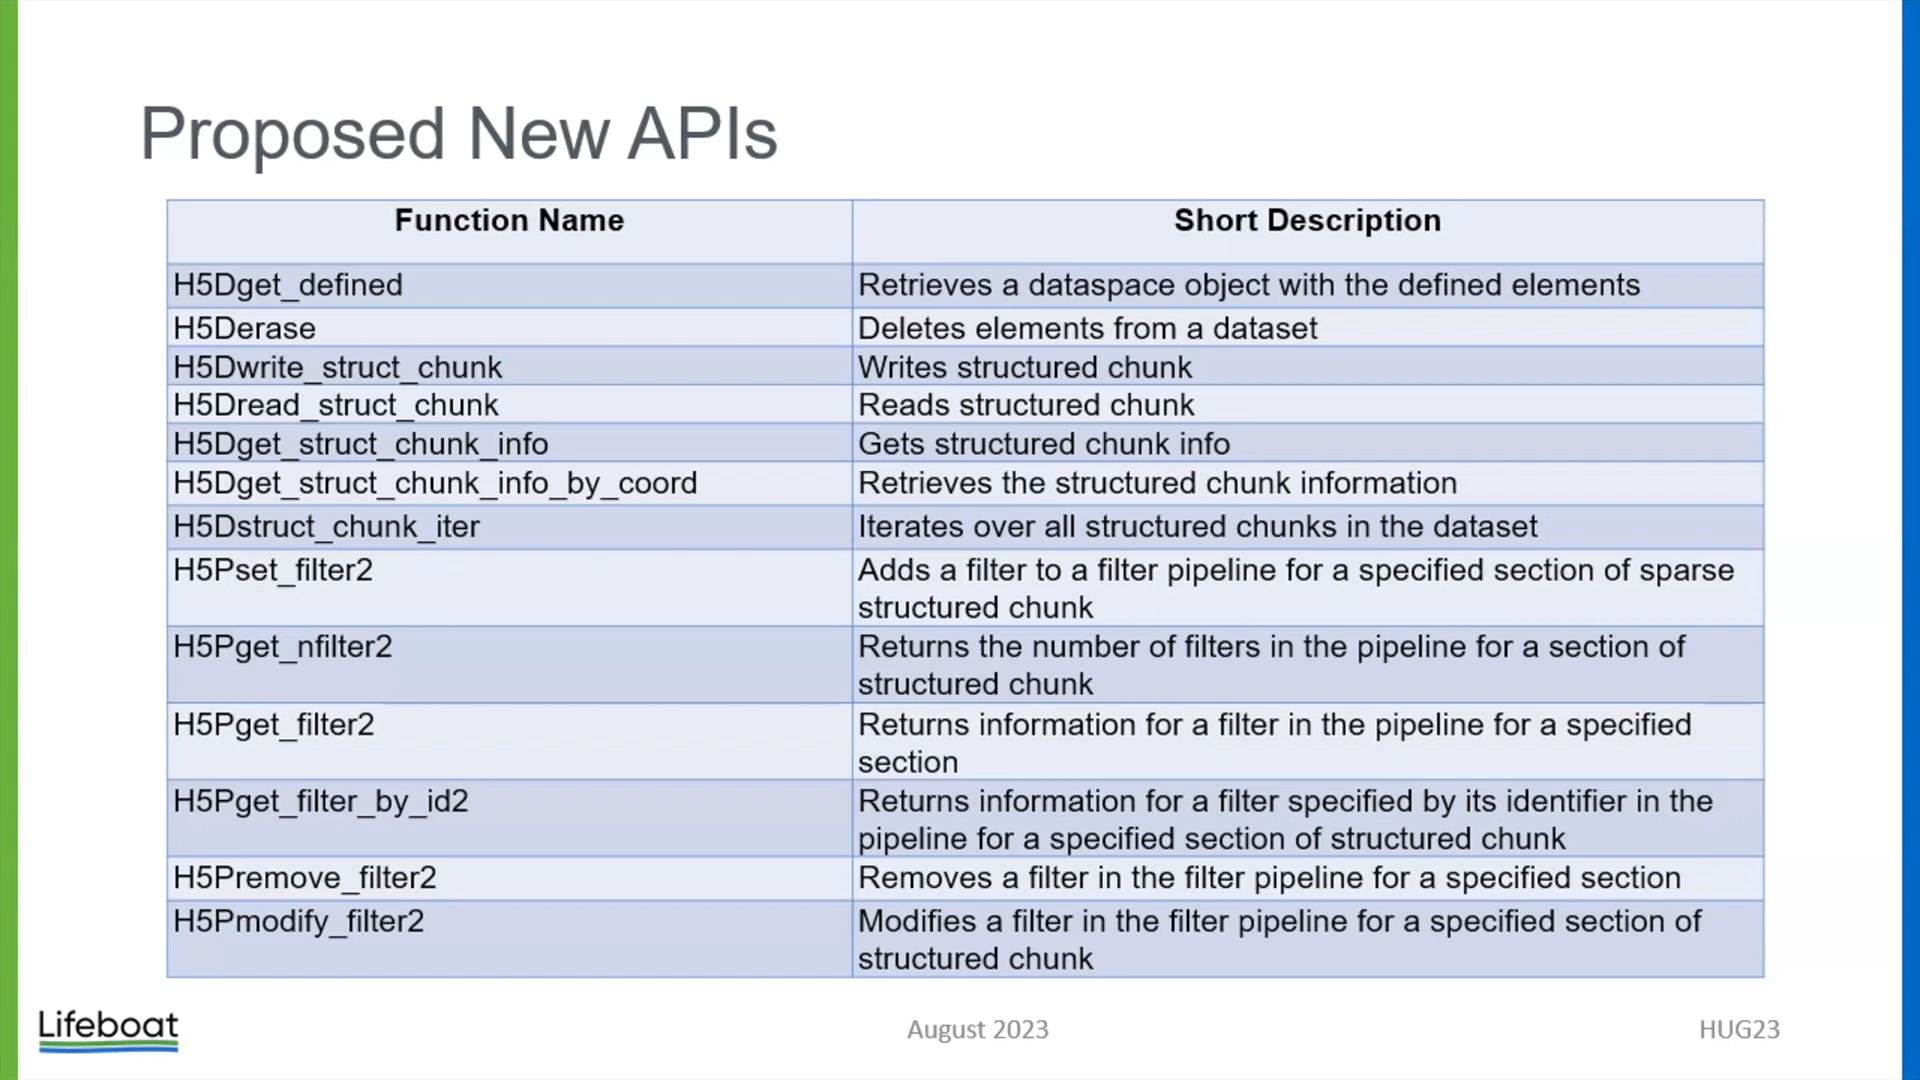 Proposed New APIs
Function Name
Short Description
H5Dget_defined
Retrieves a dataspace object with the defined elements
H5Derase
Deletes elements from a dataset
H5Dwrite_struct_chunk
Writes structured chunk
H5Dread_struct_chunk
Reads structured chunk
H5Dget_struct_chunk_info
Gets structured chunk info
H5Dget_struct_chunk_info_by_coord
Retrieves the structured chunk information
H5Dstruct_chunk_iter
Iterates over all structured chunks in the dataset
H5Pset_filter2
Adds a filter to a filter pipeline for a specified section of sparse
structured chunk
H5Pget_nfilter2
Returns the number of filters in the pipeline for a section of
structured chunk
H5Pget_filter2
Returns information for a filter in the pipeline for a specified
section
H5Pget_filter_by_id2
Returns information for a filter specified by its identifier in the
pipeline for a specified section of structured chunk
H5Premove_filter2
Removes a filter in the filter pipeline for a specified section
H5Pmodify_filter2
Modifies a filter in the filter pipeline for a specified section of
structured chunk
Lifeboat
August 2023
HUG23